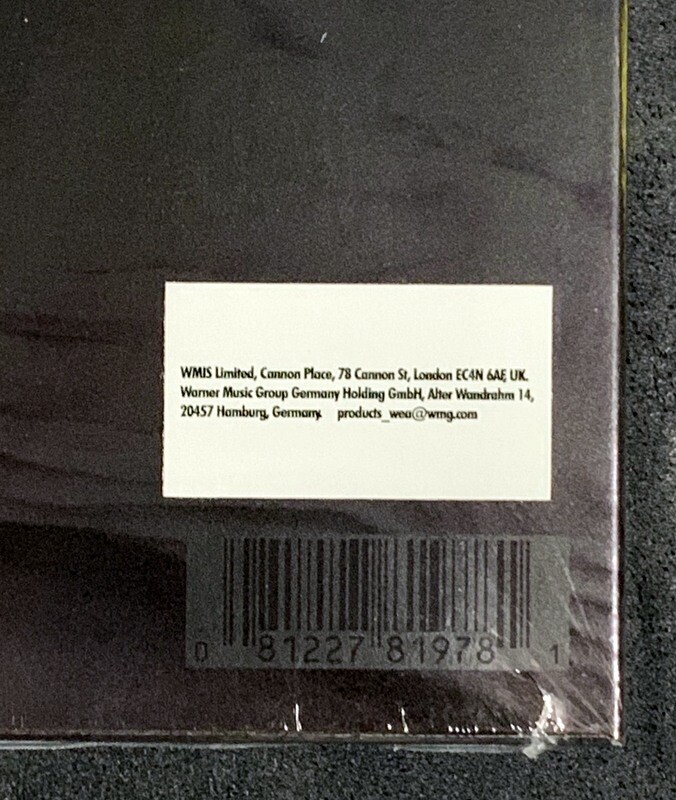 WMIS Limited, Cannon Place, 78 Cannon St, London EC4N 6AF, UK.
Warner Music Group Germany Holding GmbH, Alter Wandrahm 14,
20457 Hamburg, Germany. products_wea@wmg.com
0 81227 81978 1